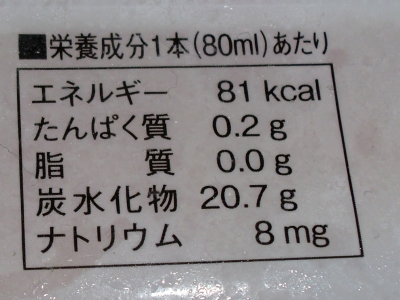 ■栄養成分1本(80ml)あたり
エネルギー 81 kcal
たんぱく質 0.2 g
脂 質 0.0 g
炭水化物 20.7 g
ナトリウム 8 mg